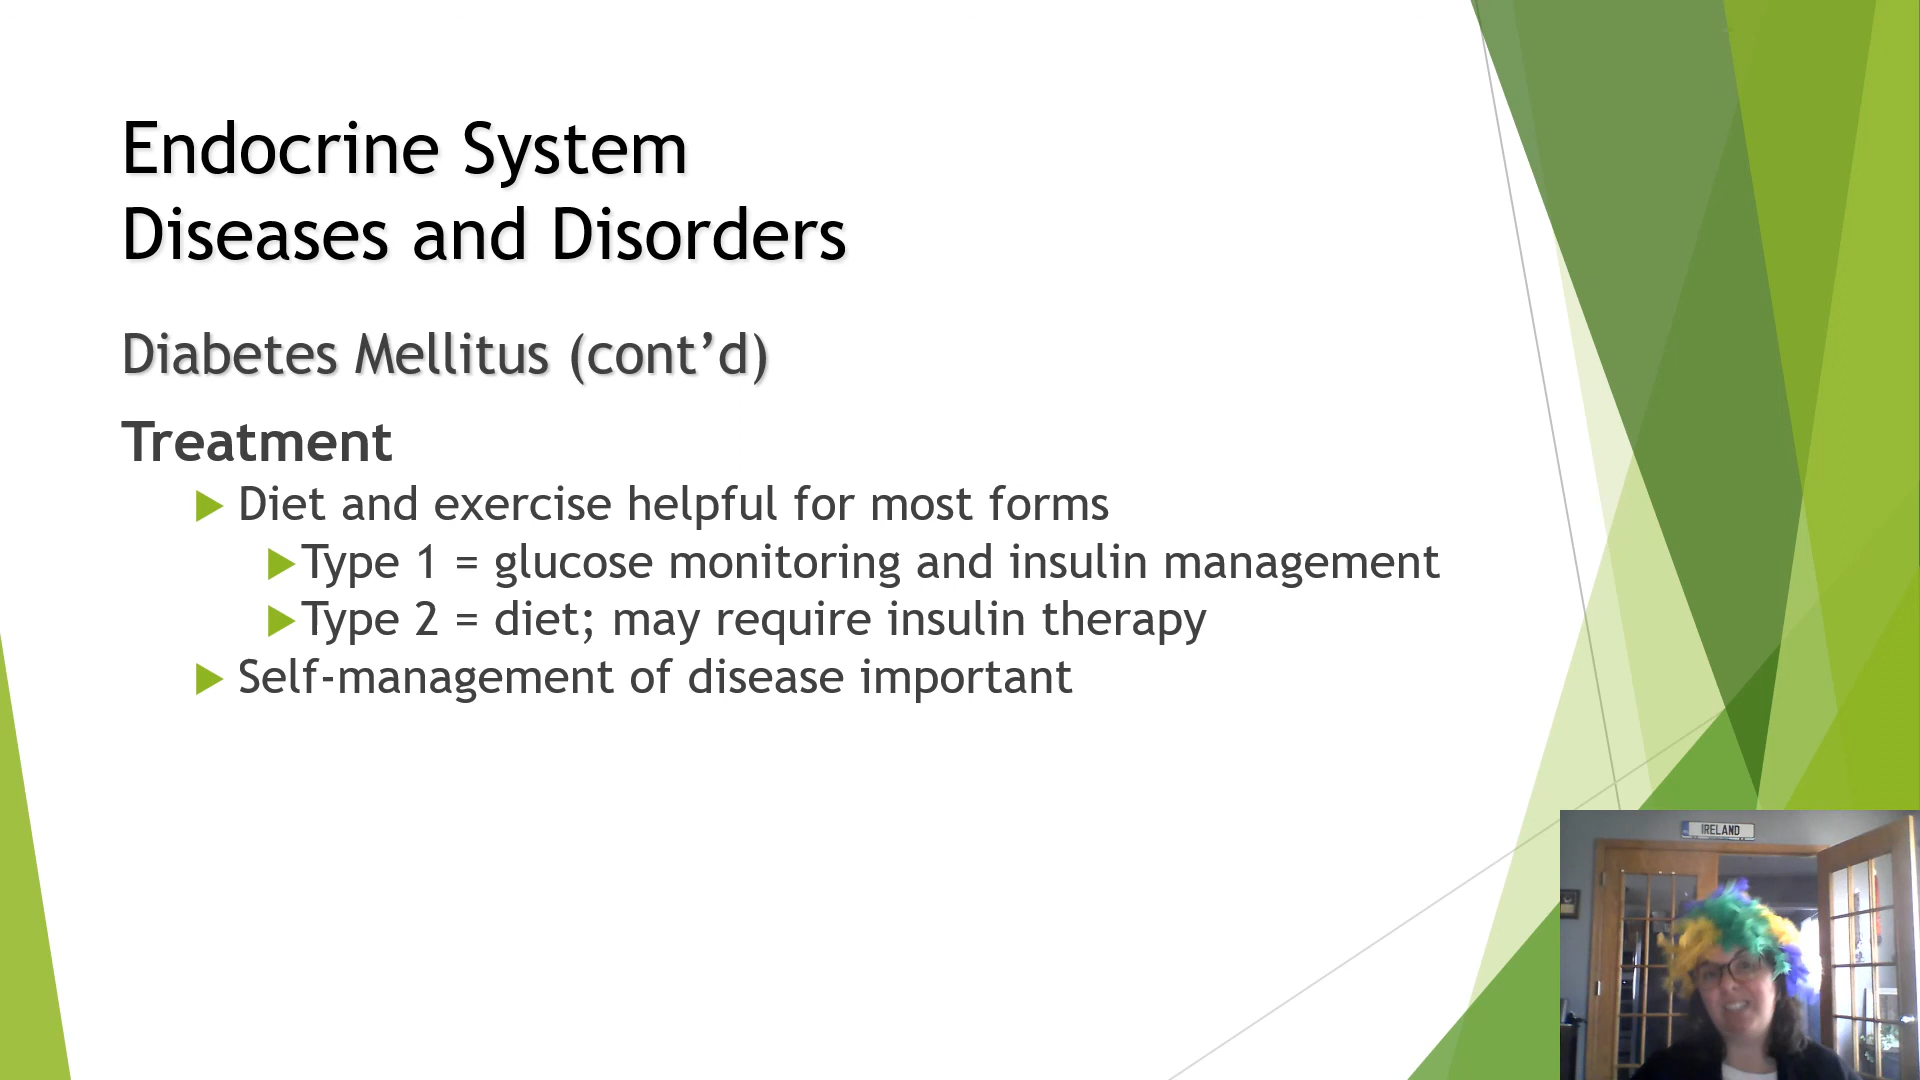 Endocrine System
Diseases and Disorders
Diabetes Mellitus (cont’d)
Treatment
Diet and exercise helpful for most forms
Type 1 = glucose monitoring and insulin management
Type 2 = diet; may require insulin therapy
Self-management of disease important
IRELAND